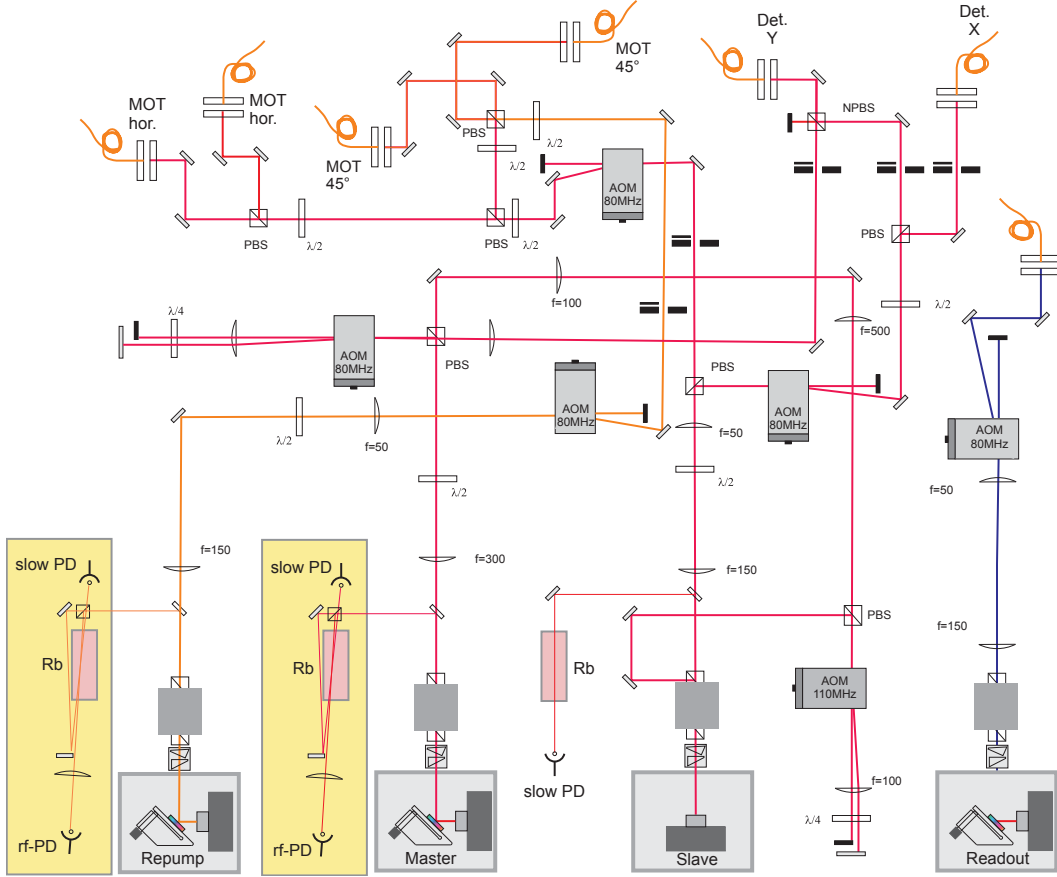 Det.
Y
Det.
X
MOT
45°
MOT
hor.
MOT
hor.
MOT
45°
NPBS
PBS
λ/2
λ/2
AOM
80MHz
PBS
λ/2
PBS
λ/2
PBS
λ/2
f=100
f=500
λ/4
AOM
80MHz
PBS
PBS
AOM
80MHz
AOM
80MHz
λ/2
f=50
f=50
AOM
80MHz
λ/2
λ/2
f=50
f=150
f=300
f=150
slow PD
slow PD
PBS
f=150
Rb
Rb
Rb
AOM
110MHz
slow PD
f=100
λ/4
rf-PD
Repump
rf-PD
Master
Slave
Readout